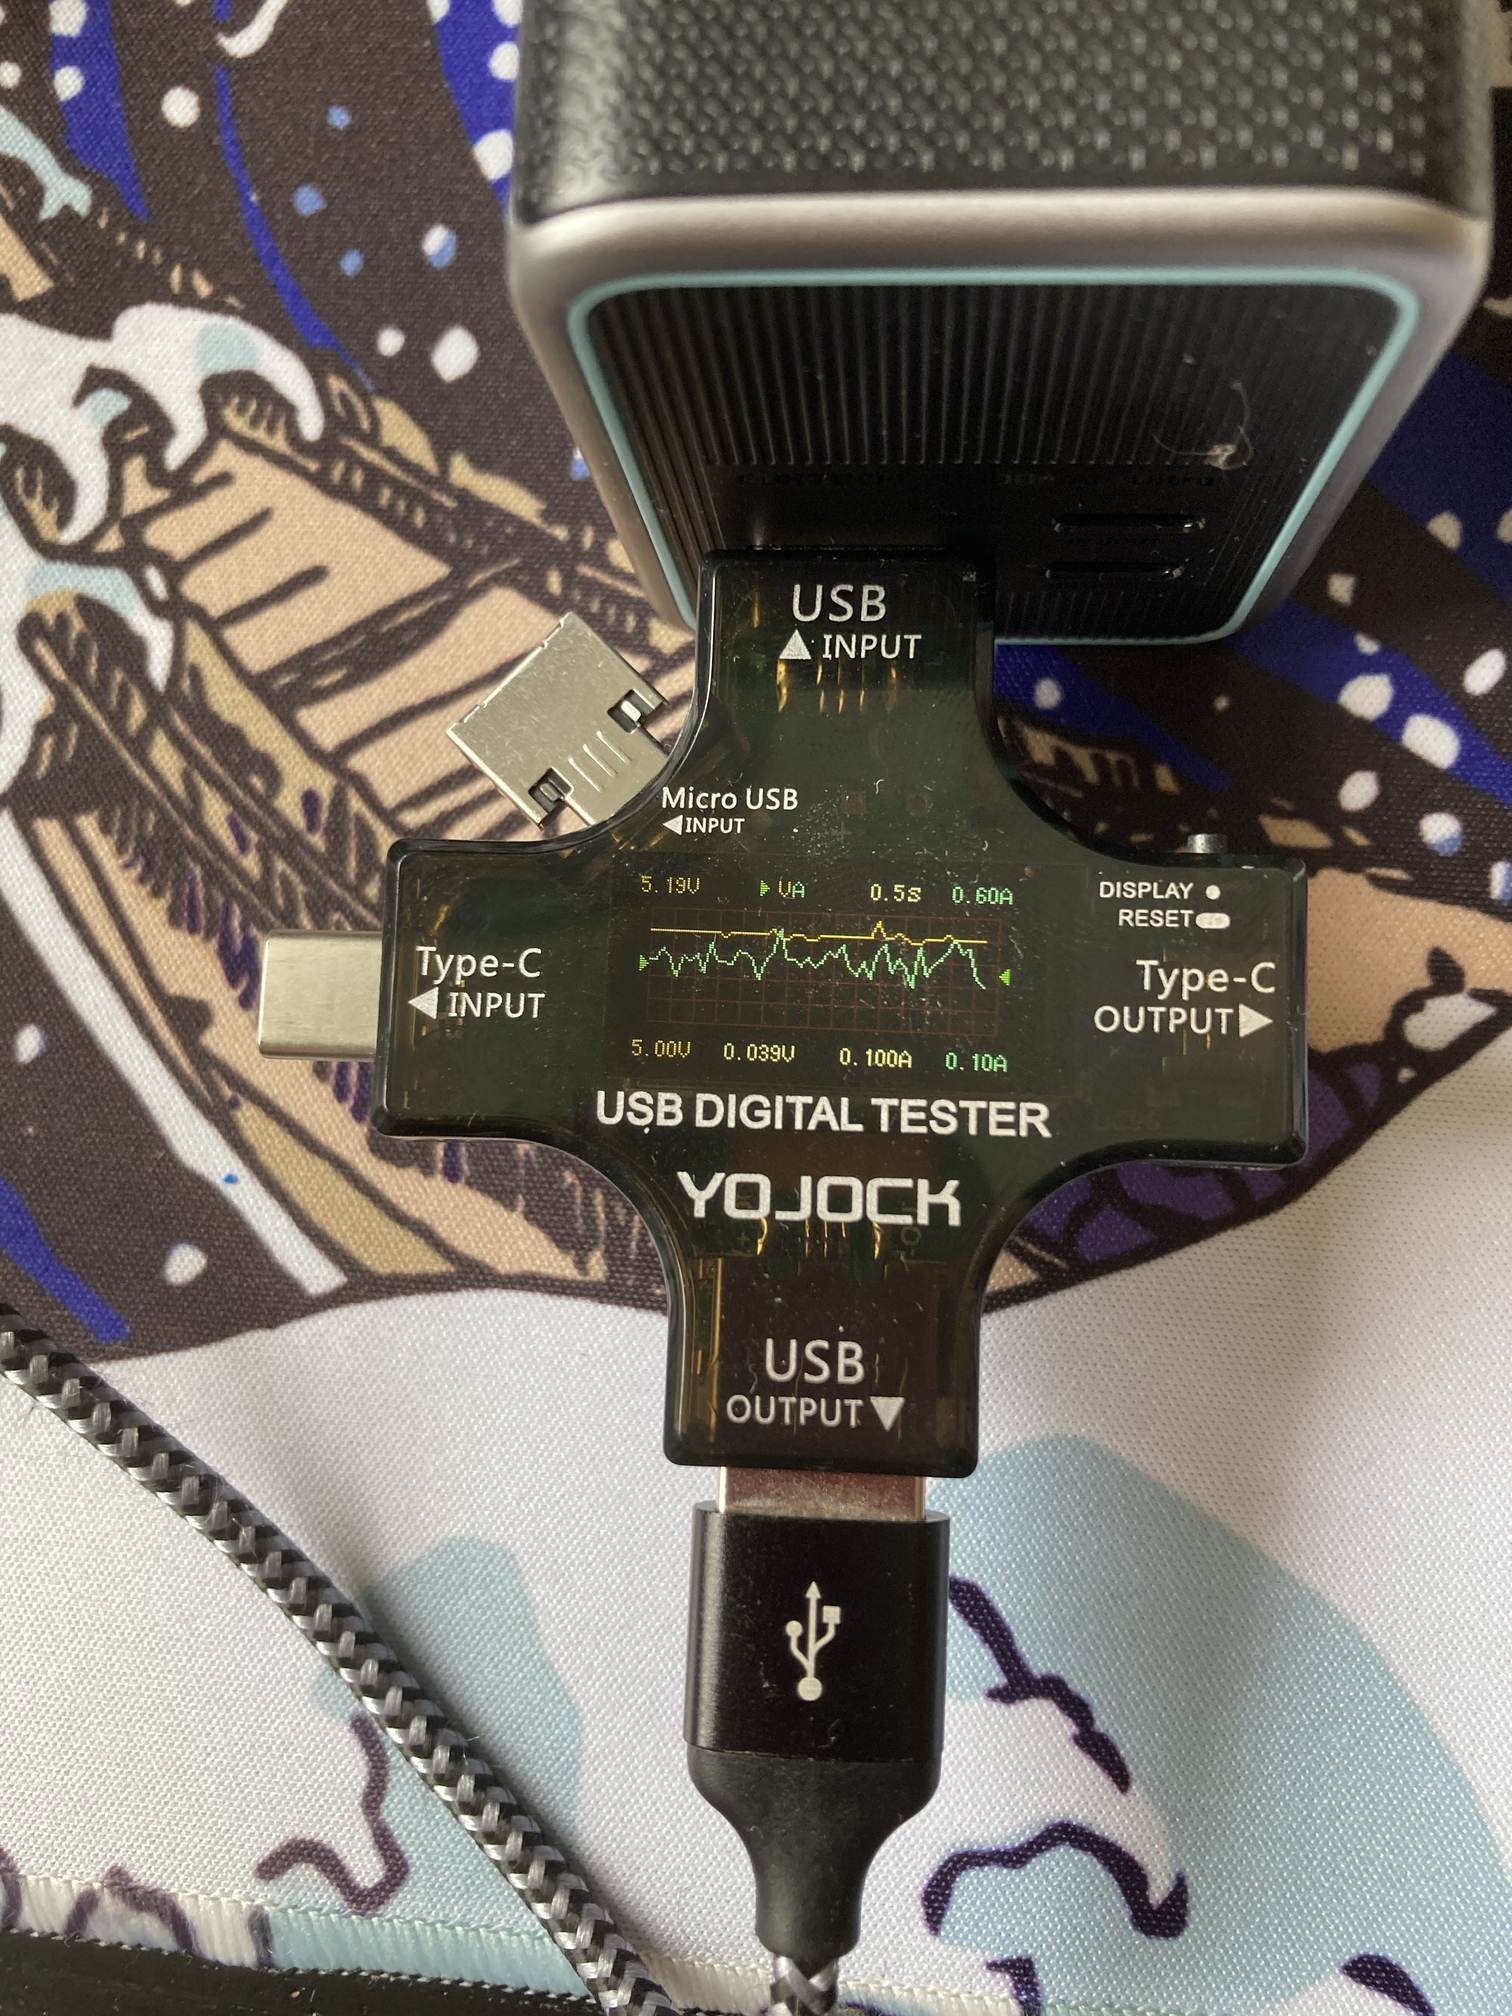 USB
▲ INPUT
Micro USB
◀INPUT
5.19V ▶VA 0.5s 0.60A
DISPLAY ●
RESET
Type-C
◀ INPUT
Type-C
OUTPUT▶
5.00V 0.039V 0.100A 0.10A
USB DIGITAL TESTER
YOJOCK
USB
OUTPUT▼